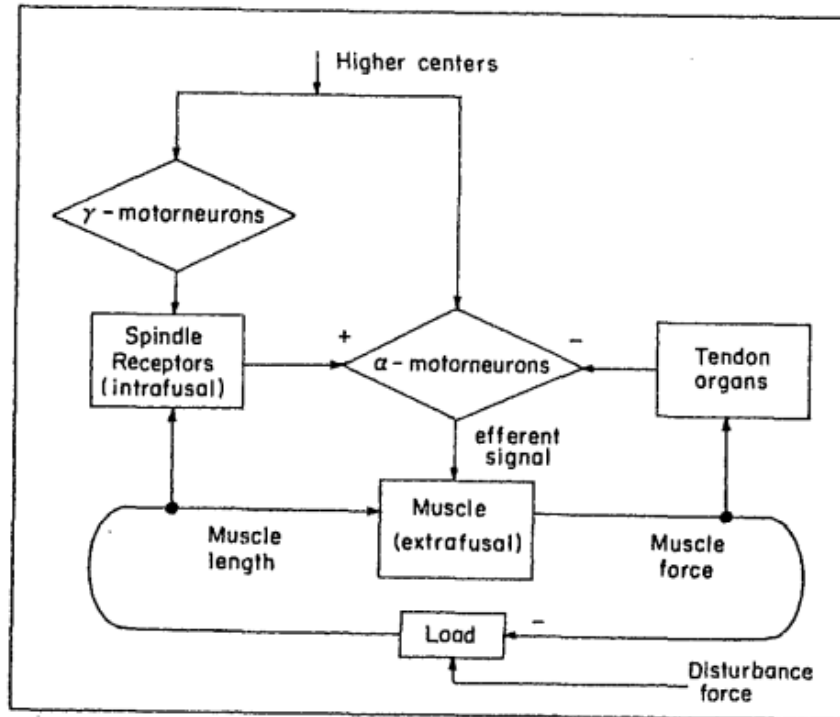 Higher centers
γ - motorneurons
Spindle
Receptors
(intrafusal)
+
α - motorneurons
-
Tendon
organs
efferent
signal
Muscle
(extrafusal)
Muscle
length
Muscle
force
Load
-
Disturbance
force